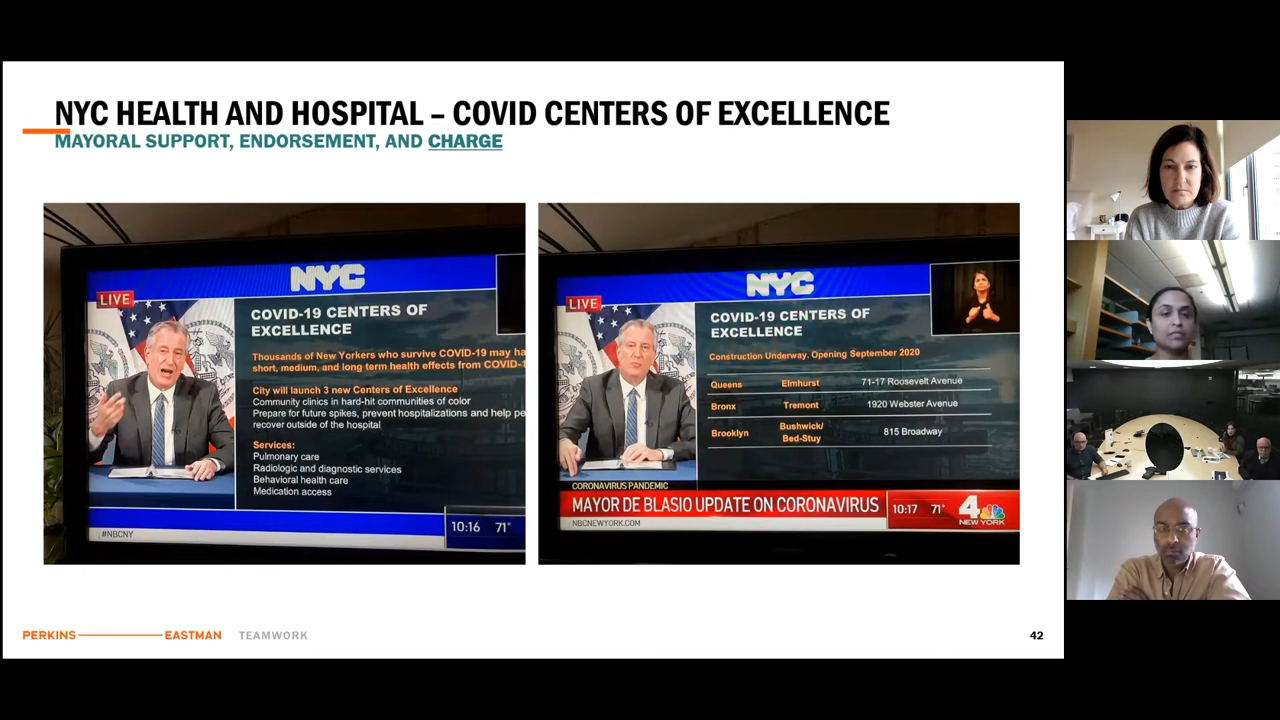 NYC HEALTH AND HOSPITAL – COVID CENTERS OF EXCELLENCE
MAYORAL SUPPORT, ENDORSEMENT, AND CHARGE
NYC
LIVE
COVID-19 CENTERS OF
EXCELLENCE
Thousands of New Yorkers who survive COVID-19 may ha
short, medium, and long term health effects from COVID-1
City will launch 3 new Centers of Excellence
Community clinics in hard-hit communities of color
Prepare for future spikes, prevent hospitalizations and help pe
recover outside of the hospital
Services:
Pulmonary care
Radiologic and diagnostic services
Behavioral health care
Medication access
10:16 71°
#NBCNY
NYC
LIVE
COVID-19 CENTERS OF
EXCELLENCE
Construction Underway. Opening September 2020
Queens Elmhurst 71-17 Roosevelt Avenue
Bronx Tremont 1920 Webster Avenue
Brooklyn Bushwick/
Bed-Stuy 815 Broadway
CORONAVIRUS PANDEMIC
MAYOR DE BLASIO UPDATE ON CORONAVIRUS
10:17 71° 4
NEW YORK
NBCNEWYORK.COM
PERKINS EASTMAN TEAMWORK 42